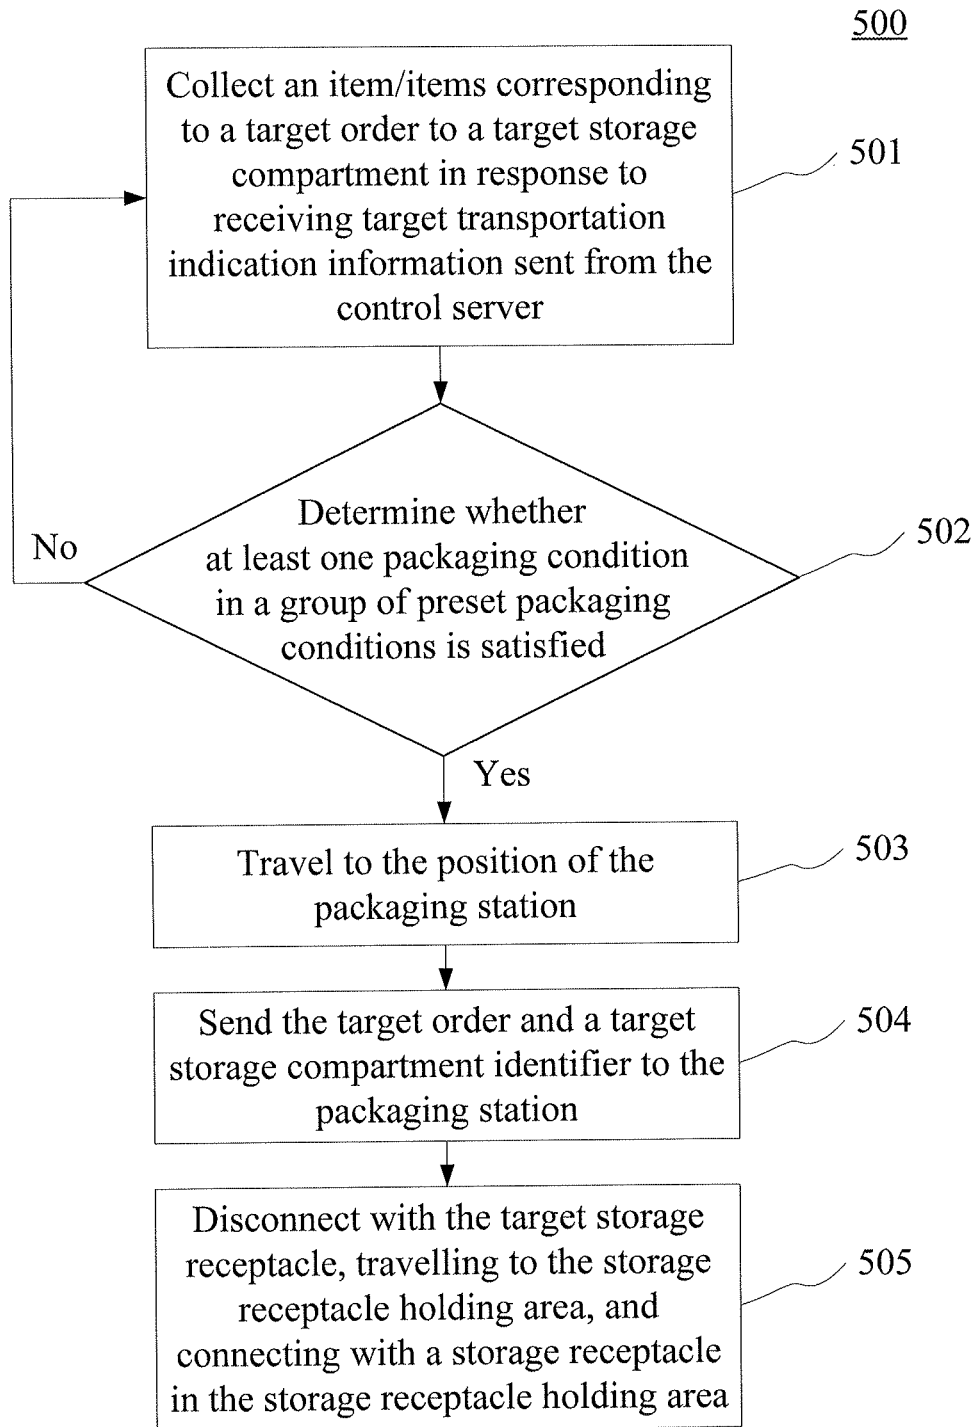 500
Collect an item/items corresponding
to a target order to a target storage
compartment in response to
receiving target transportation
indication information sent from the
control server
501
Determine whether
at least one packaging condition
in a group of preset packaging
conditions is satisfied
502
No
Yes
Travel to the position of the
packaging station
503
Send the target order and a target
storage compartment identifier to the
packaging station
504
Disconnect with the target storage
receptacle, travelling to the storage
receptacle holding area, and
connecting with a storage receptacle
in the storage receptacle holding area
505